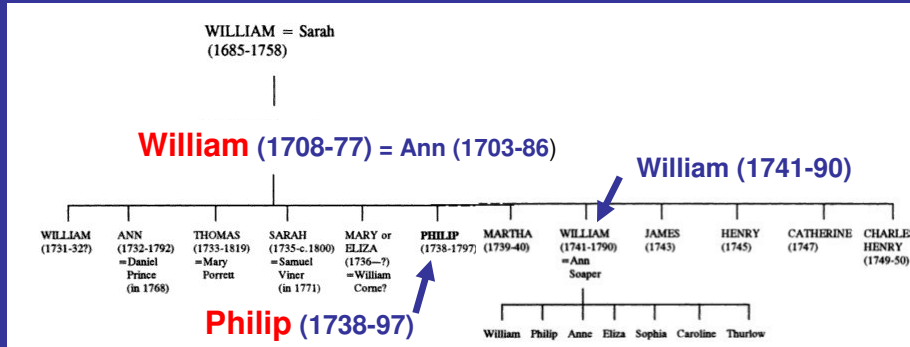 WILLIAM = Sarah
(1685-1758)
William (1708-77) = Ann (1703-86)
William (1741-90)
WILLIAM
(1731-32?)
ANN
(1732-1792)
=Daniel
Prince
(in 1768)
THOMAS
(1733-1819)
=Mary
Porrett
SARAH
(1735-c.1800)
=Samuel
Viner
(in 1771)
MARY or
ELIZA
(1736—?)
=William
Corne?
PHILIP
(1738-1797)
MARTHA
(1739-40)
WILLIAM
(1741-1790)
=Ann
Soaper
JAMES
(1743)
HENRY
(1745)
CATHERINE
(1747)
CHARLE
HENRY
(1749-50)
Philip (1738-97)
William Philip Anne Eliza Sophia Caroline Thurlow